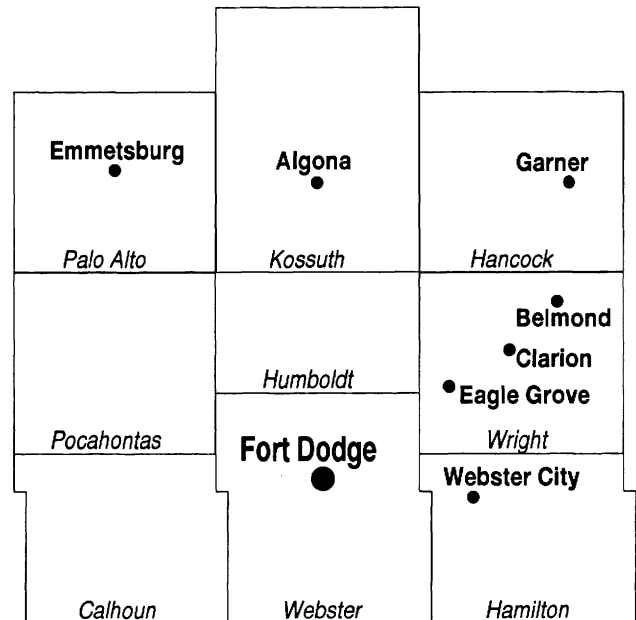 Emmetsburg
Algona
Garner
Palo Alto
Kossuth
Hancock
Belmond
Clarion
Humboldt
Eagle Grove
Pocahontas
Wright
Fort Dodge
Webster City
Calhoun
Webster
Hamilton